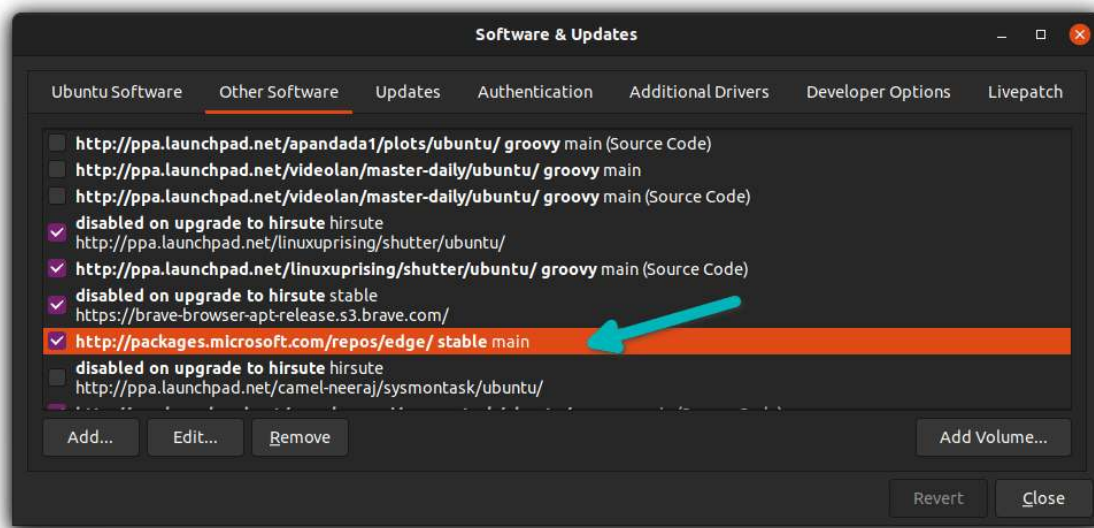 Software & Updates
Ubuntu Software Other Software Updates Authentication Additional Drivers Developer Options Livepatch
http://ppa.launchpad.net/apandada1/plots/ubuntu/ groovy main (Source Code)
http://ppa.launchpad.net/videolan/master-daily/ubuntu/ groovy main
http://ppa.launchpad.net/videolan/master-daily/ubuntu/ groovy main (Source Code)
disabled on upgrade to hirsute hirsute
http://ppa.launchpad.net/linuxuprising/shutter/ubuntu/
http://ppa.launchpad.net/linuxuprising/shutter/ubuntu/ groovy main (Source Code)
disabled on upgrade to hirsute stable
https://brave-browser-apt-release.s3.brave.com/
http://packages.microsoft.com/repos/edge/ stable main
disabled on upgrade to hirsute hirsute
http://ppa.launchpad.net/camel-neeraj/sysmontask/ubuntu/
Add... Edit... Remove Add Volume...
Revert Close